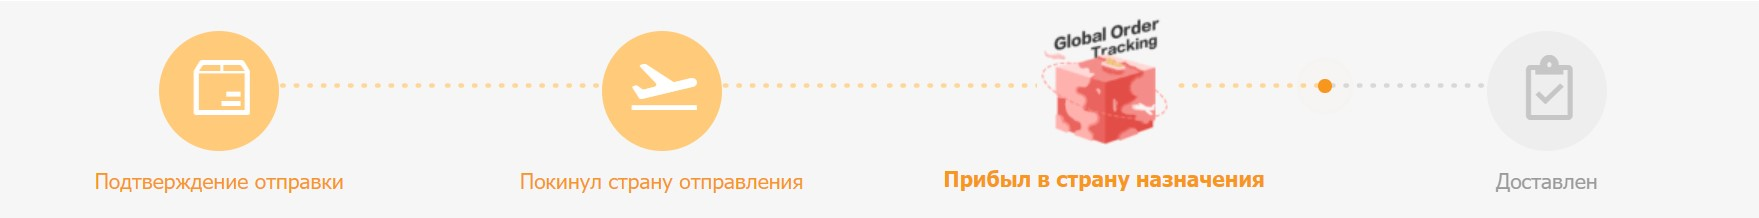 Global Order
Tracking
Подтверждение отправки
Покинул страну отправления
Прибыл в страну назначения
Доставлен